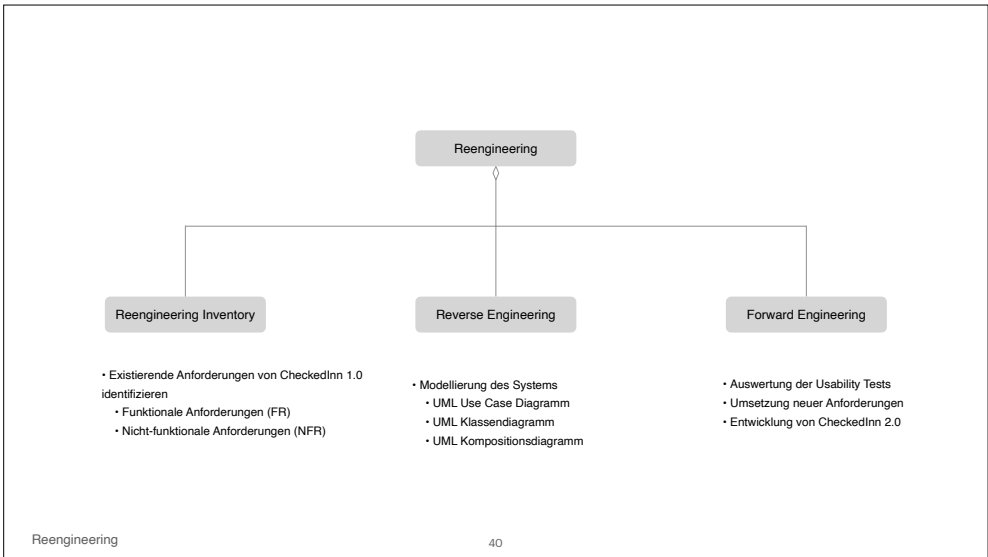 Reengineering
Reengineering Inventory
Reverse Engineering
Forward Engineering
• Existierende Anforderungen von CheckedInn 1.0
identifizieren
• Funktionale Anforderungen (FR)
• Nicht-funktionale Anforderungen (NFR)
• Modellierung des Systems
• UML Use Case Diagramm
• UML Klassendiagramm
• UML Kompositionsdiagramm
• Auswertung der Usability Tests
• Umsetzung neuer Anforderungen
• Entwicklung von CheckedInn 2.0
Reengineering
40